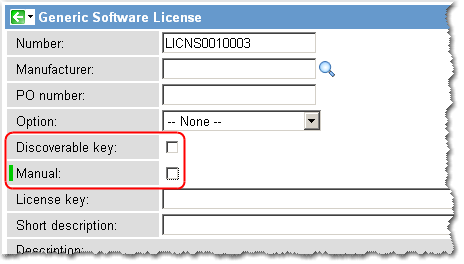 Generic Software License
Number: LICNS0010003
Manufacturer:
PO number:
Option: -- None --
Discoverable key:
Manual:
License key:
Short description:
Description: